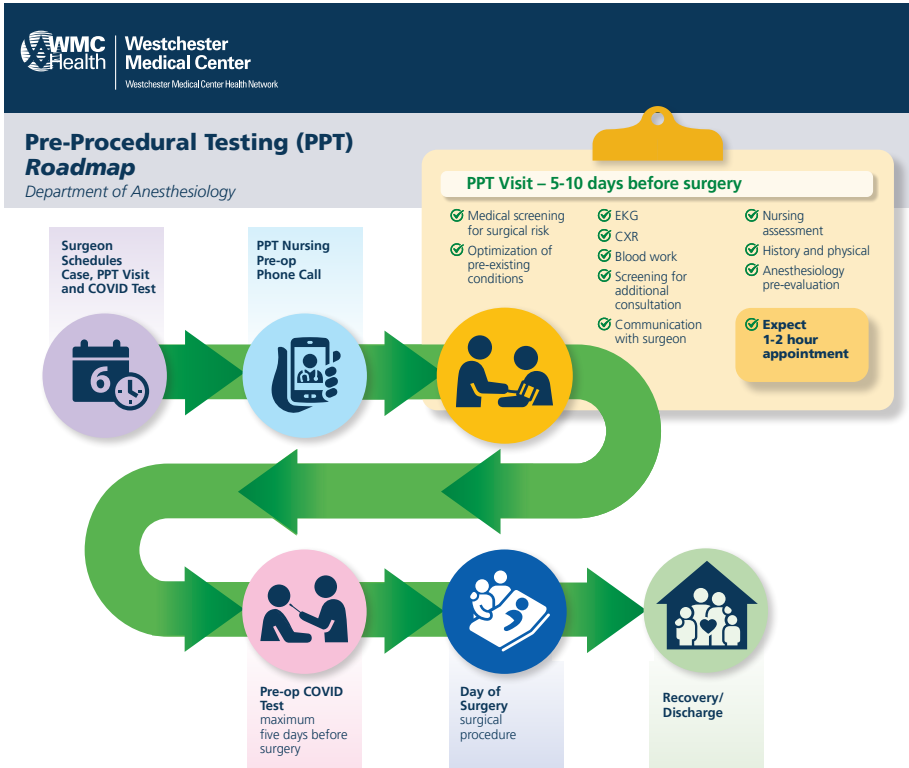 WMC
Health
Westchester
Medical Center
Westchester Medical Center Health Network
Pre-Procedural Testing (PPT)
Roadmap
Department of Anesthesiology
Surgeon
Schedules
Case, PPT Visit
and COVID Test
PPT Nursing
Pre-op
Phone Call
PPT Visit – 5-10 days before surgery
Medical screening
for surgical risk
Optimization of
pre-existing
conditions
EKG
CXR
Blood work
Screening for
additional
consultation
Communication
with surgeon
Nursing
assessment
History and physical
Anesthesiology
pre-evaluation
Expect
1-2 hour
appointment
6
Pre-op COVID
Test
maximum
five days before
surgery
Day of
Surgery
surgical
procedure
Recovery/
Discharge